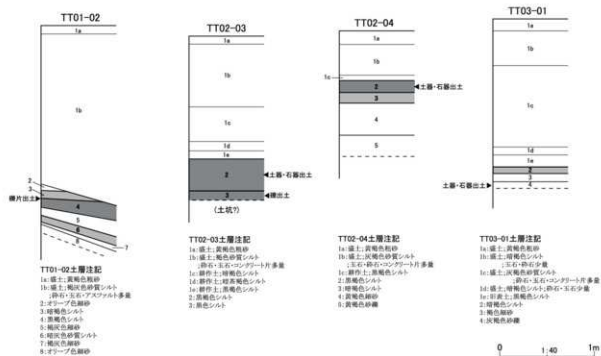 TT01-02
1a
1b
2
3
礫片出土
4
5
6
7
8
TT01-02土層注記
1a:盛土;黄褐色粗砂
1b:盛土;褐灰色砂質シルト
;砕石・玉石・アスファルト多量
2:オリーブ色細砂
3:暗褐色シルト
4:黒褐色シルト
5:褐灰色細砂
6:暗灰色砂質シルト
7:褐灰色細砂
8:オリーブ色細砂
TT02-03
1a
1b
1c
1d
1e
2
土器・石器出土
3
礫出土
(土坑?)
TT02-03土層注記
1a:盛土;黄褐色粗砂
1b:盛土;褐色砂質シルト
;砕石・玉石・コンクリート片多量
1c:耕作土;暗褐色シルト
1d:耕作土;暗茶褐色シルト
1e:耕作土;黒褐色シルト
2:黒褐色シルト
3:黒色シルト
TT02-04
1a
1b
1c
2
土器・石器出土
3
4
5
TT02-04土層注記
1a:盛土;黄褐色粗砂
1b:盛土;灰褐色砂質シルト
;玉石・砕石・コンクリート片多量
1c:耕作土;黒褐色シルト
2:黒褐色シルト
3:暗褐色シルト
4:黄褐色細砂
5:黄褐色砂礫
TT03-01
1a
1b
1c
1d
1e
2
3
土器・石器出土
4
TT03-01土層注記
1a:盛土;黄褐色粗砂
1b:盛土;暗褐色シルト
;玉石・砕石少量
1c:盛土;灰褐色砂質シルト
;砕石・玉石・コンクリート片多量
1d:盛土;暗褐色シルト;砕石・玉石少量
1e:旧表土;黒褐色シルト
2:暗褐色シルト
3:褐色細砂
4:灰褐色砂礫
0
1:40
1m